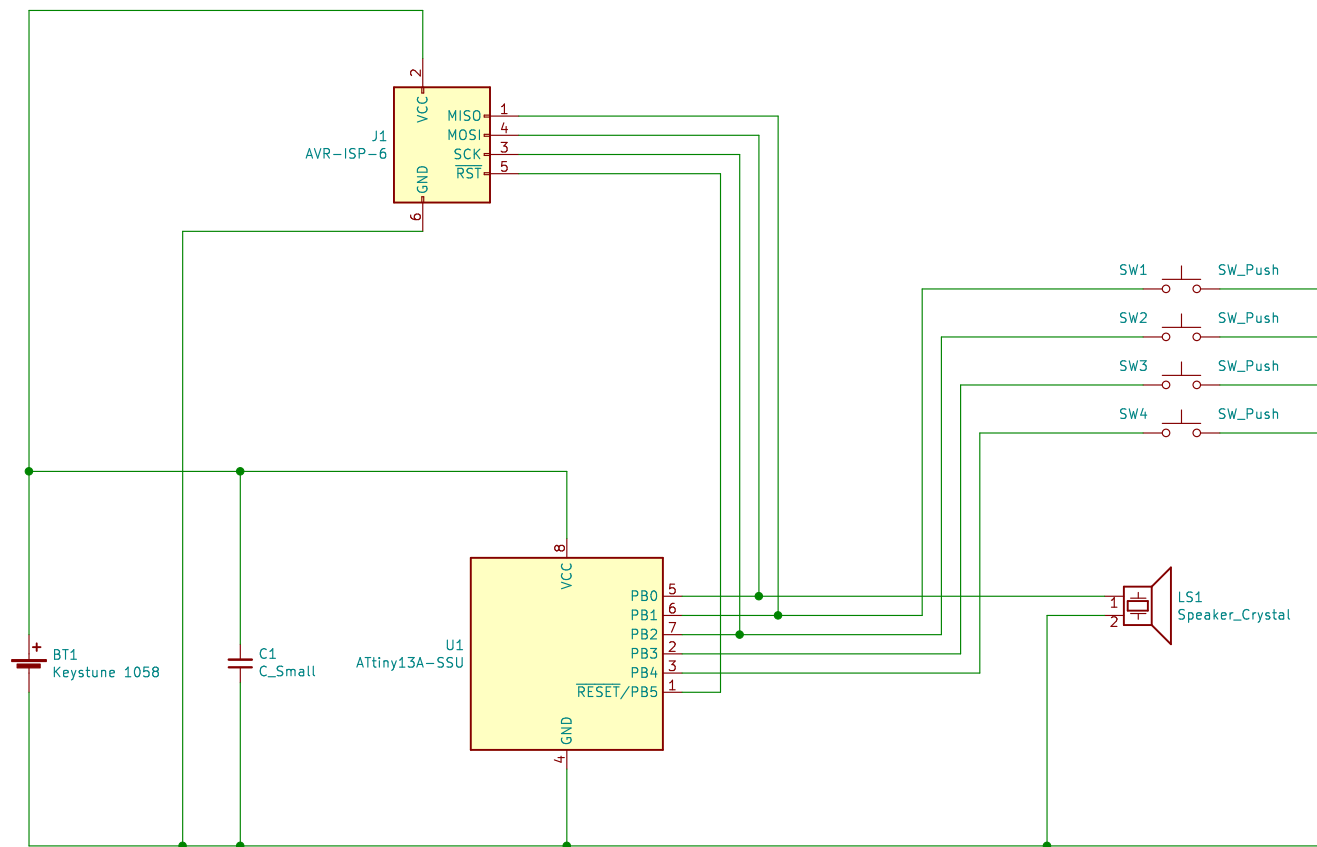 2
VCC
J1
AVR-ISP-6
MISO 1
MOSI 4
SCK 3
RST 5
GND
6
SW1 SW_Push
SW2 SW_Push
SW3 SW_Push
SW4 SW_Push
8
VCC
U1
ATtiny13A-SSU
PB0 5
PB1 6
PB2 7
PB3 2
PB4 3
RESET/PB5 1
GND
4
+
BT1
Keystune 1058
C1
C_Small
1
2
LS1
Speaker_Crystal